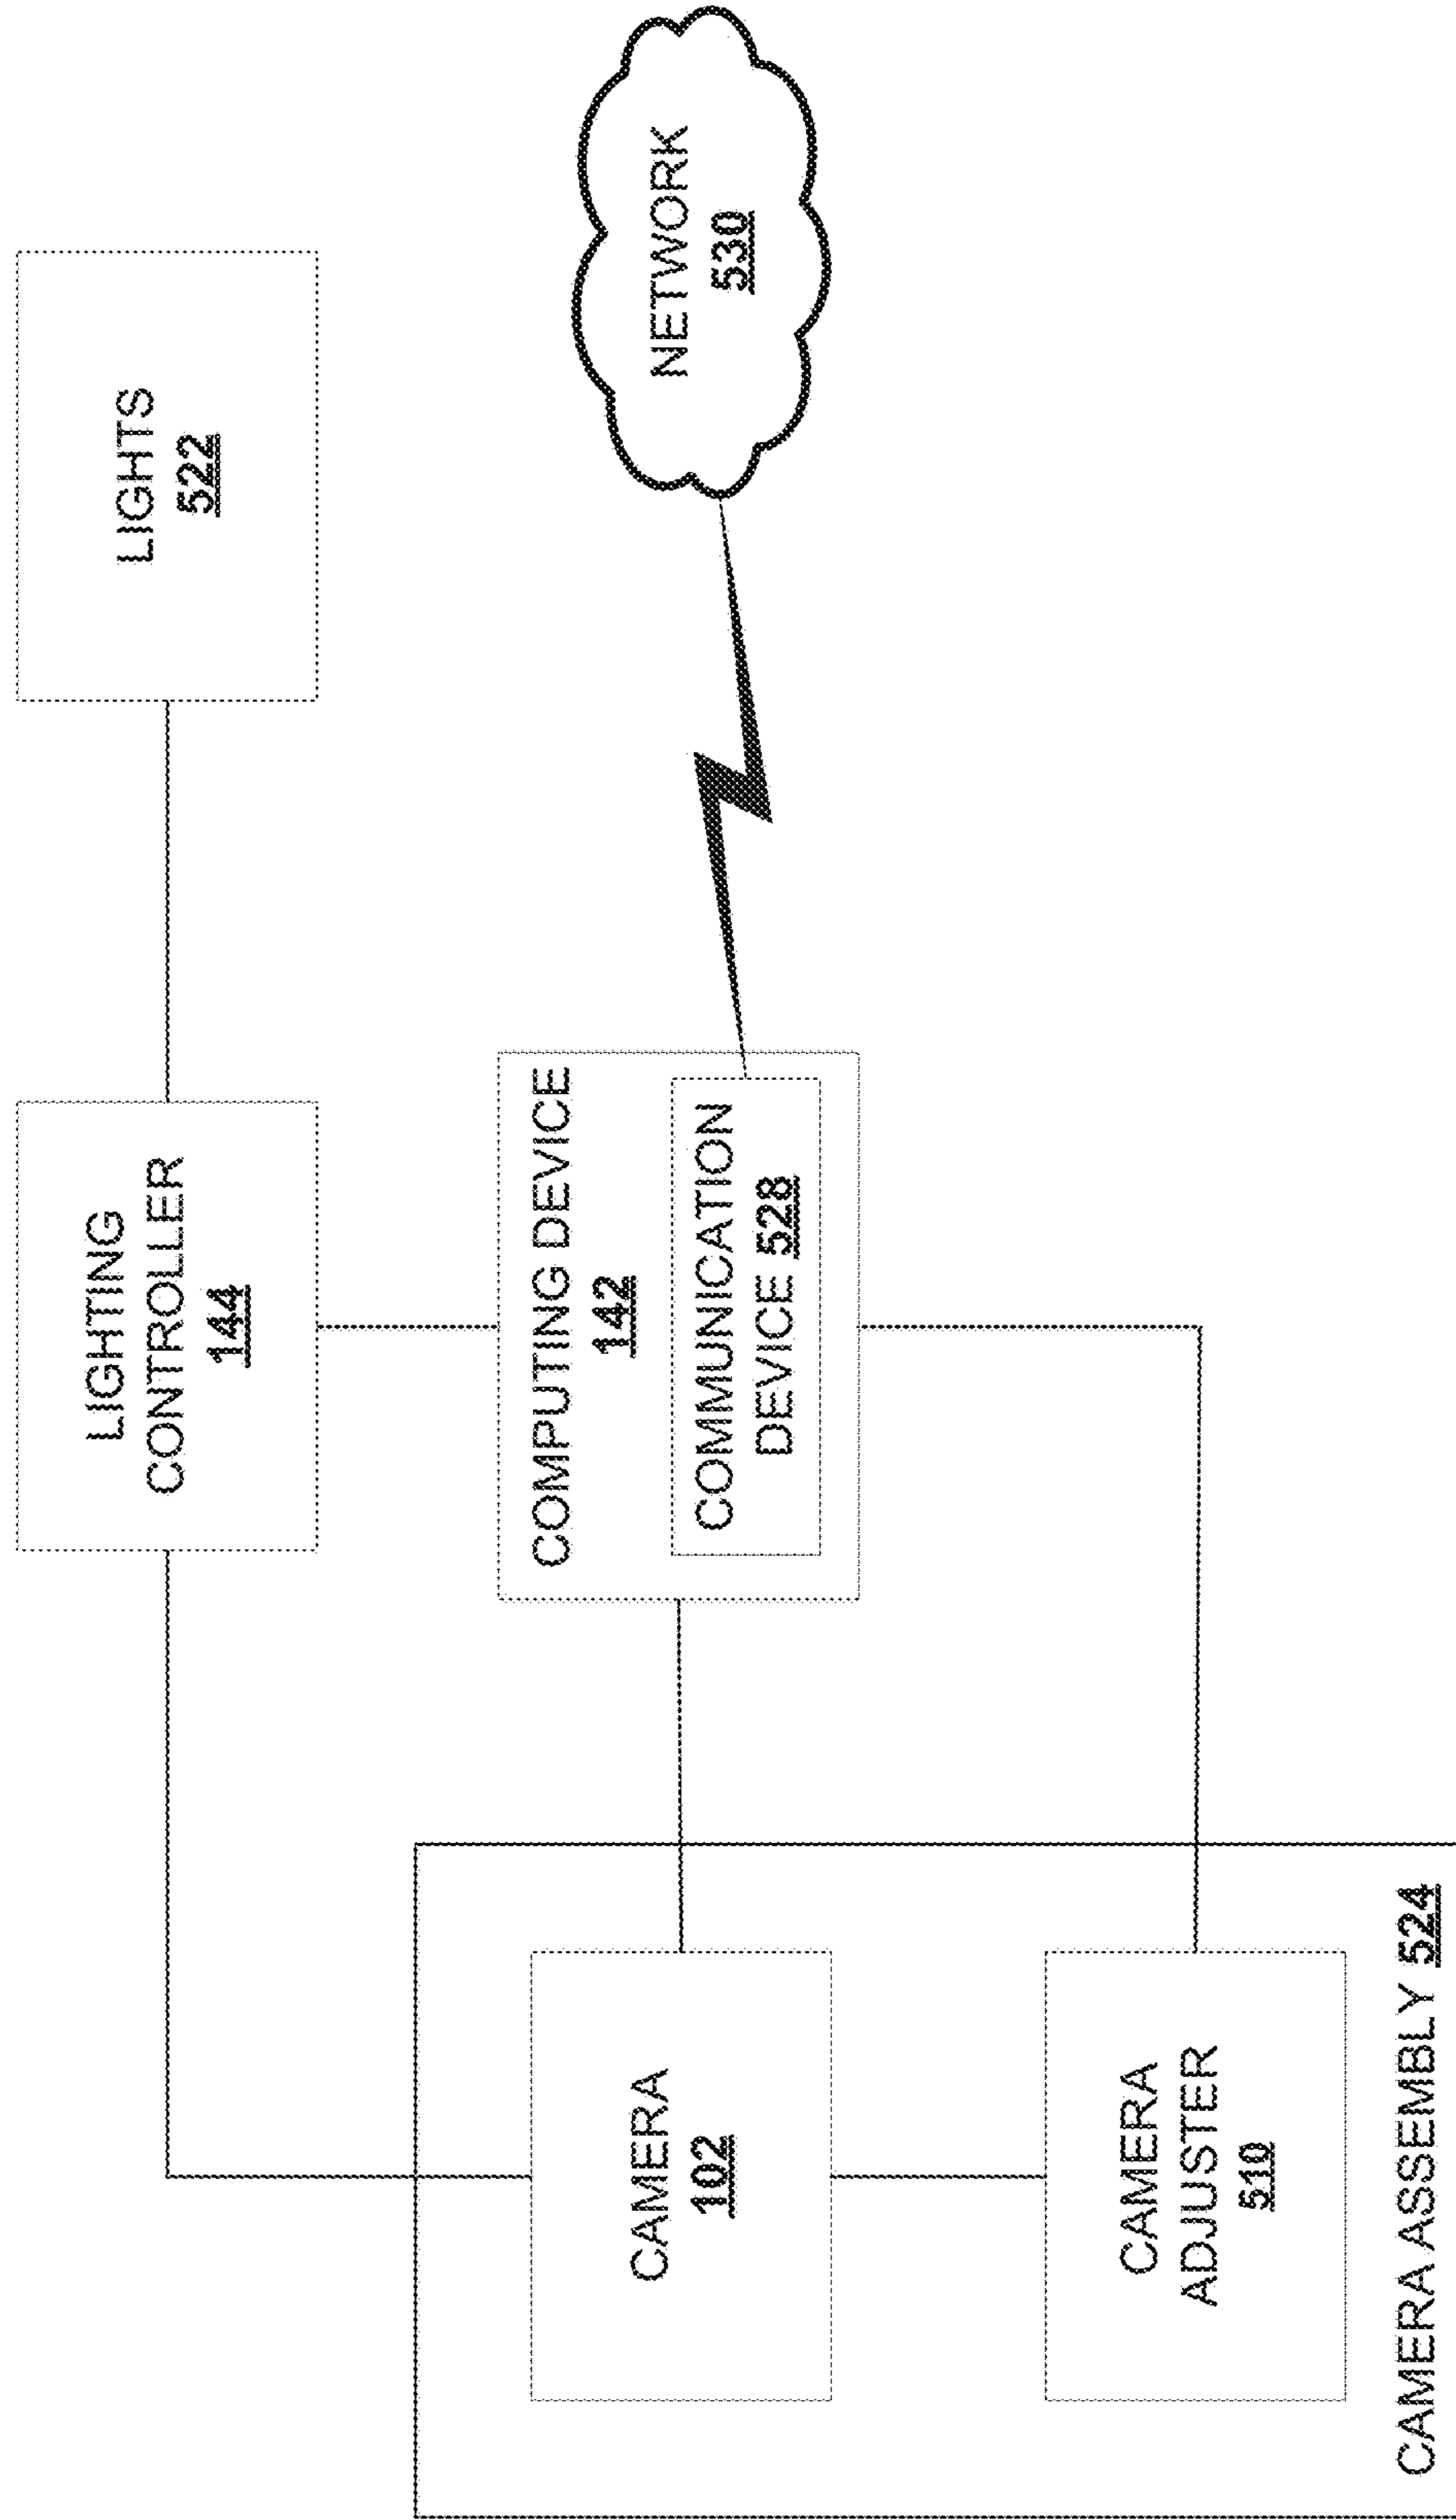 LIGHTING
CONTROLLER
144
LIGHTS
522
COMPUTING DEVICE
142
COMMUNICATION
DEVICE 528
NETWORK
530
CAMERA
102
CAMERA
ADJUSTER
510
CAMERA ASSEMBLY 524